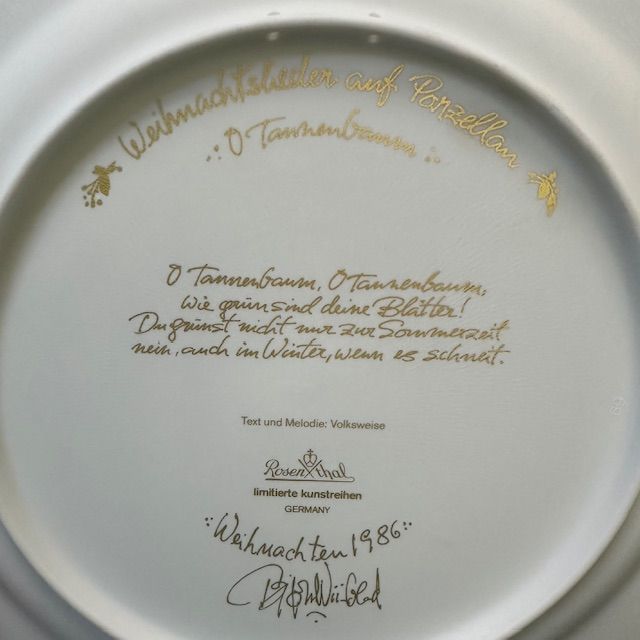 Weihnachtslieder auf Porzellan
O Tannenbaum
O Tannenbaum, O Tannenbaum,
wie grün sind deine Blätter!
Du grünst nicht nur zur Sommerzeit
nein, auch im Winter, wenn es schneit.
Text und Melodie: Volksweise
Rosenthal
limitierte kunstreihen
GERMANY
Weihnachten 1986